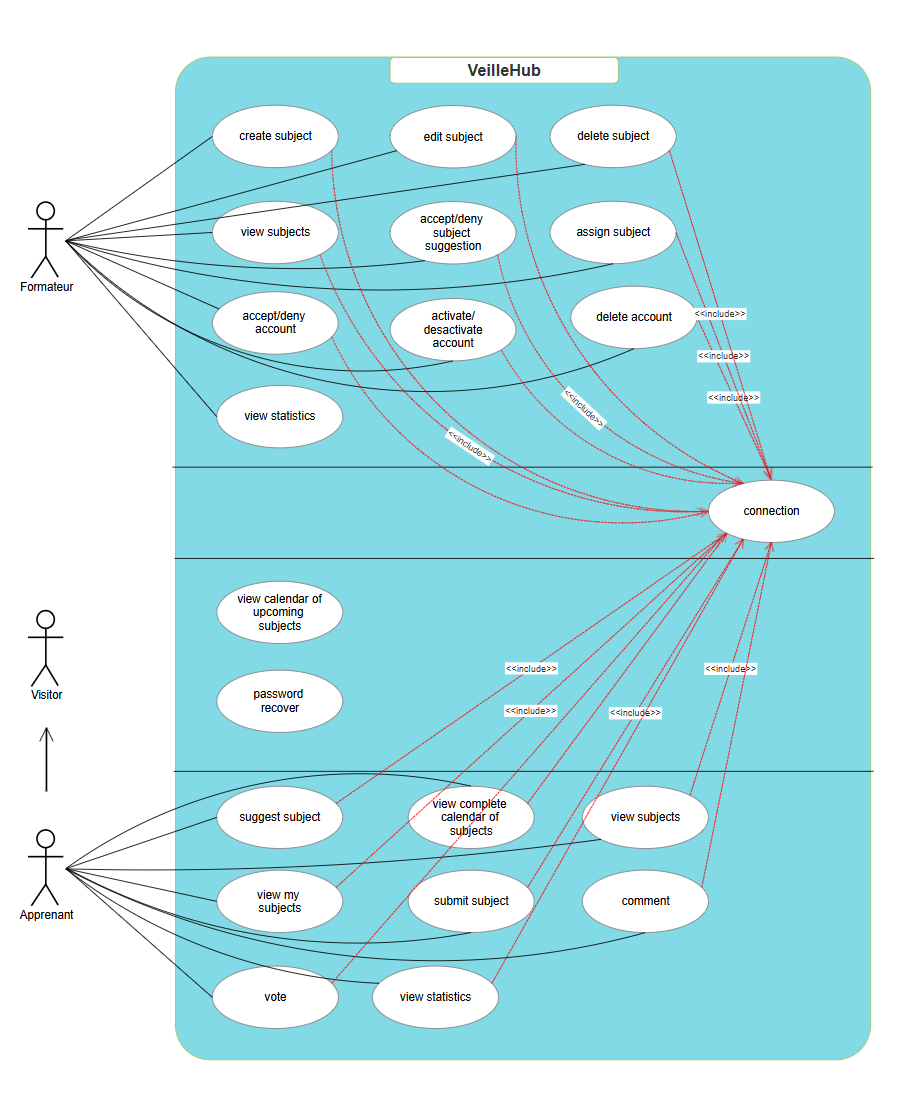 VeilleHub
create subject
edit subject
delete subject
view subjects
accept/deny
subject
suggestion
assign subject
Formateur
accept/deny
account
activate/
desactivate
account
delete account
<<include>>
<<include>>
<<include>>
<<include>>
<<include>>
view statistics
connection
view calendar of
upcoming
subjects
Visitor
password
recover
<<include>>
<<include>>
<<include>>
<<include>>
suggest subject
view complete
calendar of
subjects
view subjects
Apprenant
view my
subjects
submit subject
comment
vote
view statistics